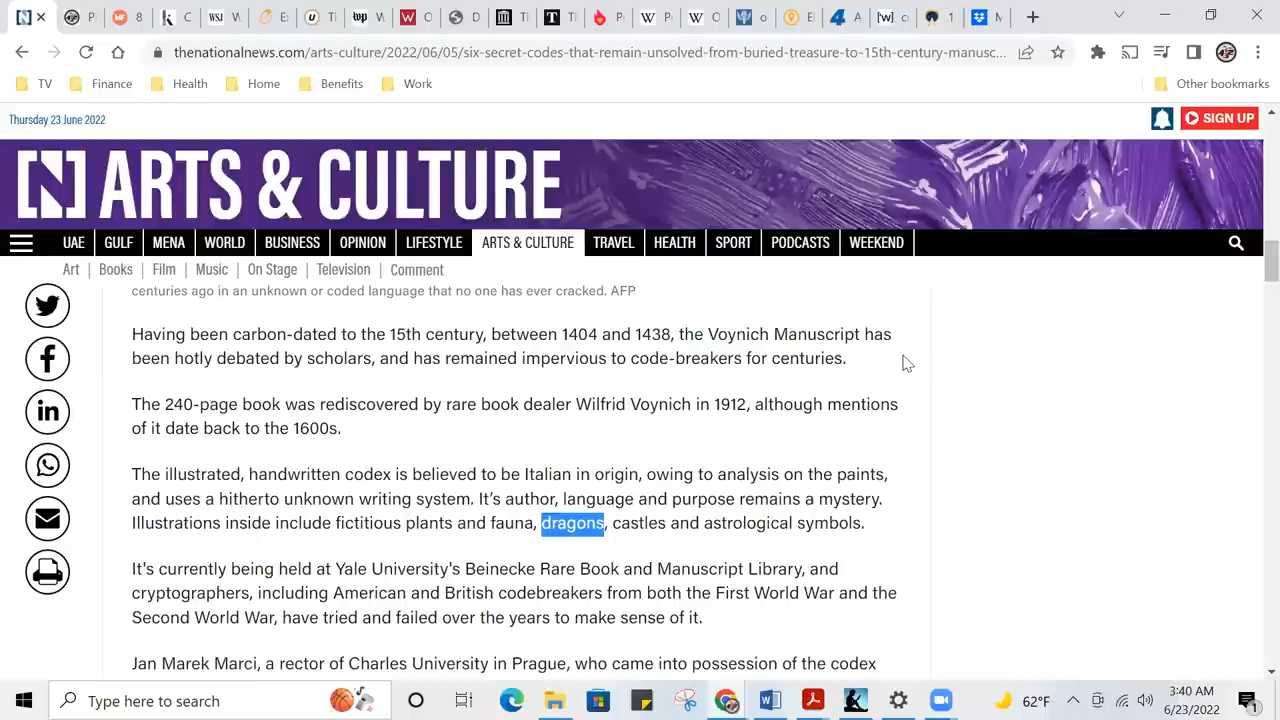 thenationalnews.com/arts-culture/2022/06/05/six-secret-codes-that-remain-unsolved-from-buried-treasure-to-15th-century-manusc...
TV Finance Health Home Benefits Work Other bookmarks
Thursday 23 June 2022
SIGN UP
[N] ARTS & CULTURE
UAE GULF MENA WORLD BUSINESS OPINION LIFESTYLE ARTS & CULTURE TRAVEL HEALTH SPORT PODCASTS WEEKEND
Art | Books | Film | Music | On Stage | Television | Comment
centuries ago in an unknown or coded language that no one has ever cracked. AFP
Having been carbon-dated to the 15th century, between 1404 and 1438, the Voynich Manuscript has
been hotly debated by scholars, and has remained impervious to code-breakers for centuries.
The 240-page book was rediscovered by rare book dealer Wilfrid Voynich in 1912, although mentions
of it date back to the 1600s.
The illustrated, handwritten codex is believed to be Italian in origin, owing to analysis on the paints,
and uses a hitherto unknown writing system. It’s author, language and purpose remains a mystery.
Illustrations inside include fictitious plants and fauna, dragons, castles and astrological symbols.
It's currently being held at Yale University's Beinecke Rare Book and Manuscript Library, and
cryptographers, including American and British codebreakers from both the First World War and the
Second World War, have tried and failed over the years to make sense of it.
Jan Marek Marci, a rector of Charles University in Prague, who came into possession of the codex
Type here to search
62°F
3:40 AM
6/23/2022
1